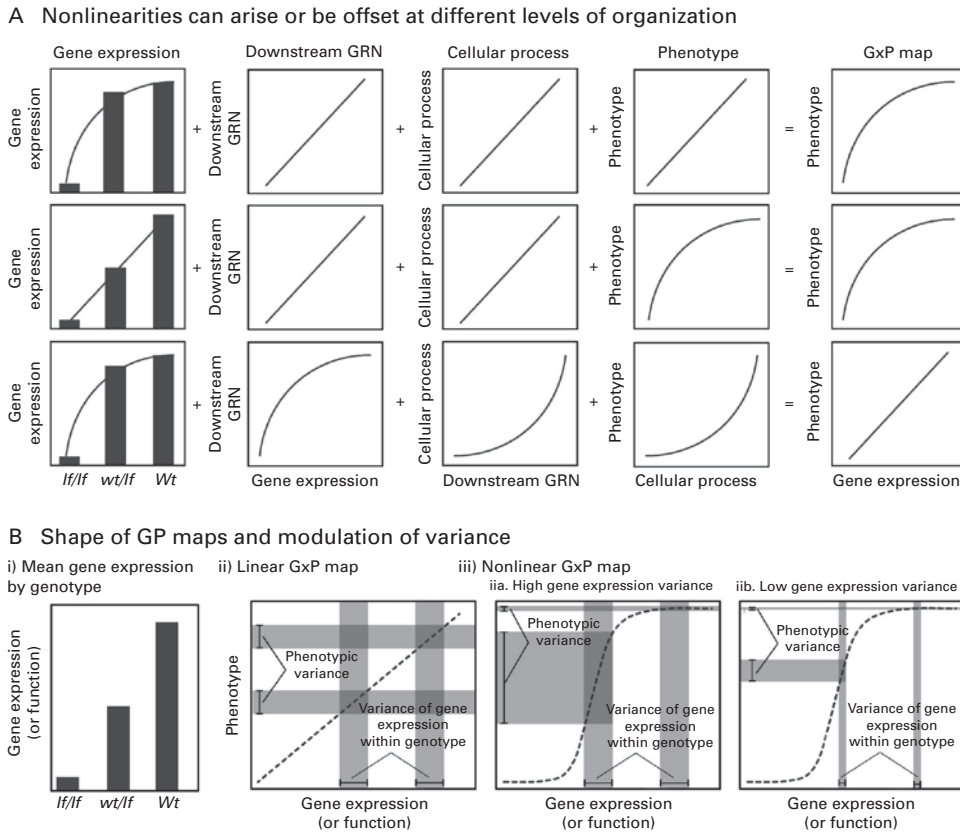 A Nonlinearities can arise or be offset at different levels of organization
Gene expression
Downstream GRN
Cellular process
Phenotype
GxP map
Gene
expression
+
Downstream
GRN
+
Cellular process
+
Phenotype
=
Phenotype
Gene
expression
+
Downstream
GRN
+
Cellular process
+
Phenotype
=
Phenotype
Gene
expression
+
Downstream
GRN
+
Cellular process
+
Phenotype
=
Phenotype
lf/lf wt/lf Wt
Gene expression
Downstream GRN
Cellular process
Gene expression
B Shape of GP maps and modulation of variance
i) Mean gene expression
by genotype
Gene expression
(or function)
lf/lf wt/lf Wt
ii) Linear GxP map
Phenotype
Phenotypic
variance
Variance of gene
expression
within genotype
Gene expression
(or function)
iii) Nonlinear GxP map
iia. High gene expression variance
Phenotypic
variance
Variance of gene
expression
within genotype
Gene expression
(or function)
iib. Low gene expression variance
Phenotypic
variance
Variance of gene
expression
within genotype
Gene expression
(or function)